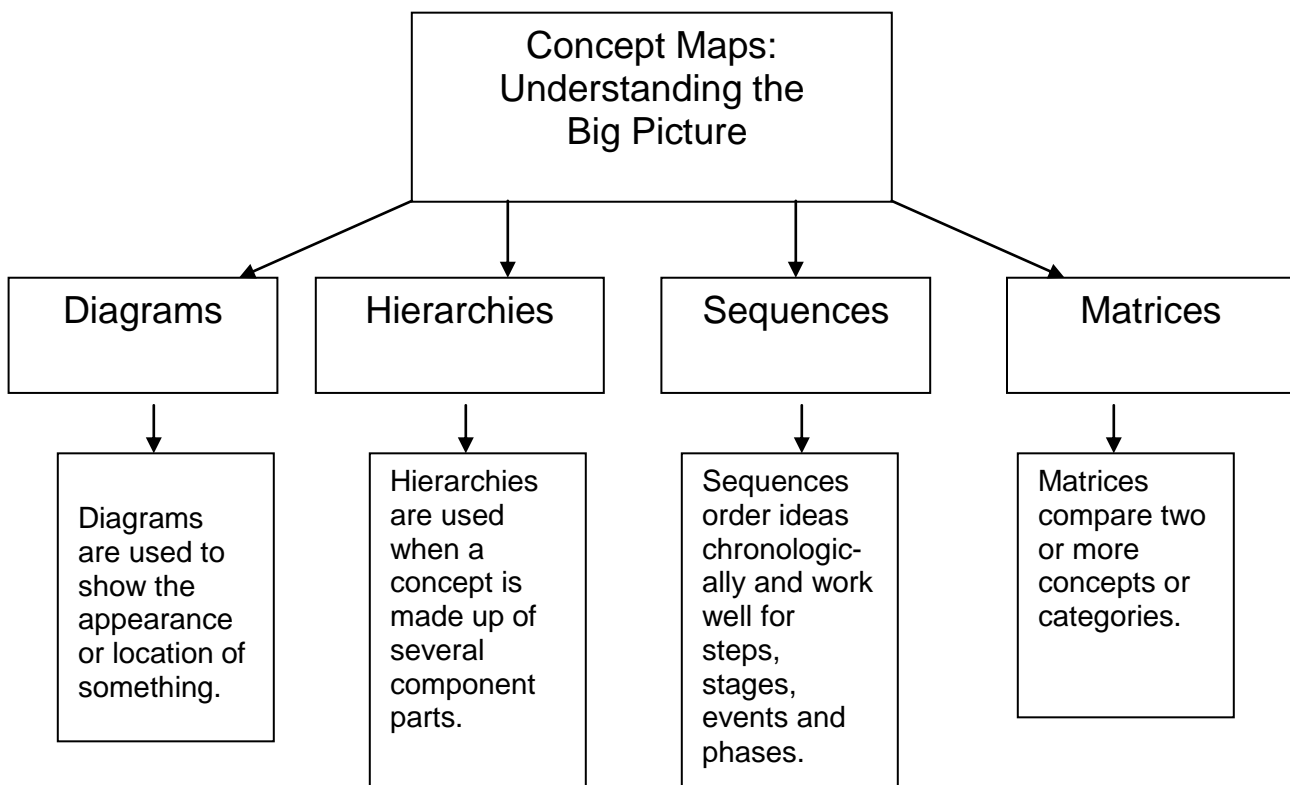 Concept Maps:
Understanding the
Big Picture
Diagrams
Hierarchies
Sequences
Matrices
Diagrams
are used to
show the
appearance
or location of
something.
Hierarchies
are used
when a
concept is
made up of
several
component
parts.
Sequences
order ideas
chronologic-
ally and work
well for
steps,
stages,
events and
phases.
Matrices
compare two
or more
concepts or
categories.